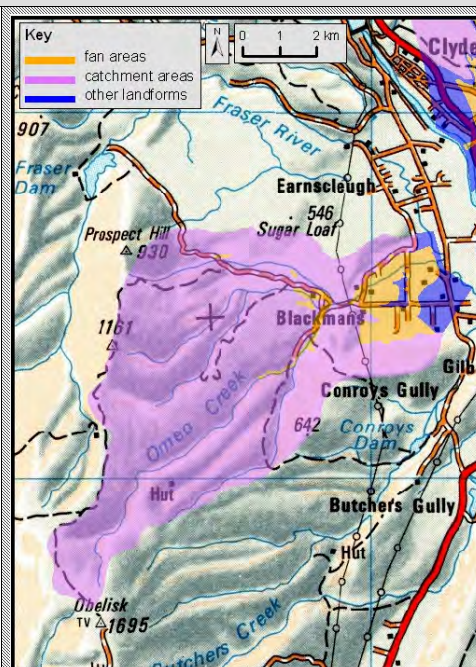 Key
fan areas
catchment areas
other landforms
N
0 1 2 km
Clyde
907
Fraser River
Fraser
Dam
Earnscleugh
546
Sugar Loaf
Prospect Hill
930
1161
Blackmans
Omeo Creek
Conroys Gully
642
Conroys
Dam
Hut
Butchers Gully
Hut
Obelisk
TV 1695
Butchers Creek